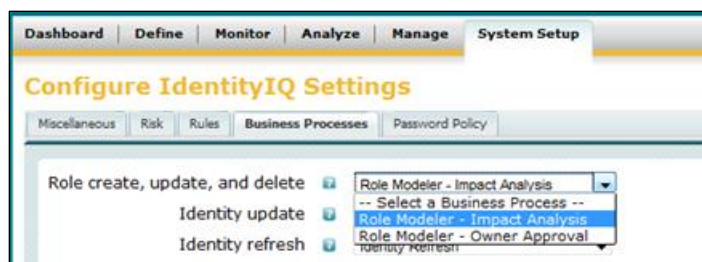 Dashboard Define Monitor Analyze Manage System Setup
Configure IdentityIQ Settings
Miscellaneous Risk Rules Business Processes Password Policy
Role create, update, and delete ? Role Modeler - Impact Analysis
-- Select a Business Process --
Identity update ? Role Modeler - Impact Analysis
Role Modeler - Owner Approval
Identity refresh ? Identity Refresh